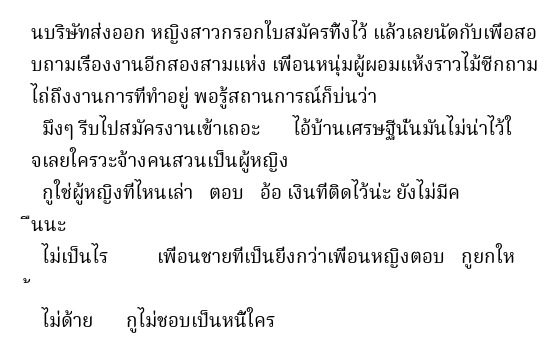 นบริษัทส่งออก หญิงสาวกรอกใบสมัครทิ้งไว้ แล้วเลยนัดกับเพื่อสอ
บถามเรื่องงานอีกสองสามแห่ง เพื่อนหนุ่มผู้ผอมแห้งราวไม้ซีกถาม
ไถ่ถึงงานการที่ทำอยู่ พอรู้สถานการณ์ก็บ่นว่า
มึงๆ รีบไปสมัครงานเข้าเถอะ ไอ้บ้านเศรษฐีนั่นมันไม่น่าไว้ใ
จเลยใครวะจ้างคนสวนเป็นผู้หญิง
กูใช่ผู้หญิงที่ไหนเล่า ตอบ อ้อ เงินที่ติดไว้น่ะ ยังไม่มีค
ืนนะ
ไม่เป็นไร เพื่อนชายที่เป็นยิ่งกว่าเพื่อนหญิงตอบ กูยกให
้
ไม่ด้าย กูไม่ชอบเป็นหนี้ใคร